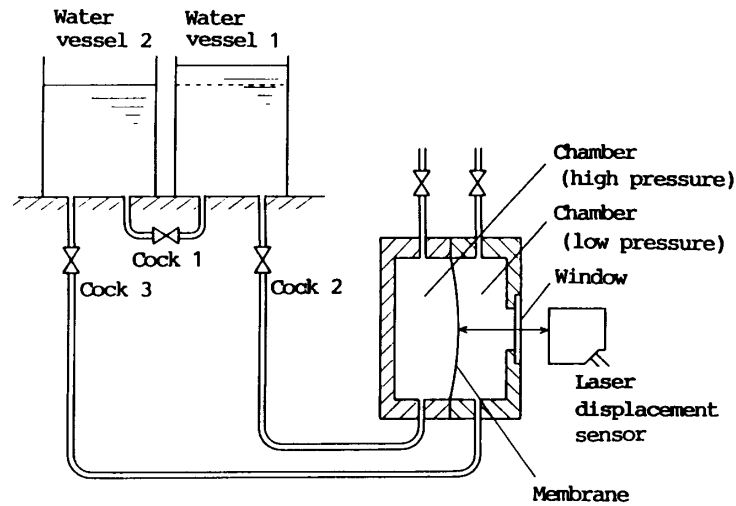 Water
vessel 2
Water
vessel 1
Chamber
(high pressure)
Chamber
(low pressure)
Window
Cock 1
Cock 3
Cock 2
Laser
displacement
sensor
Membrane